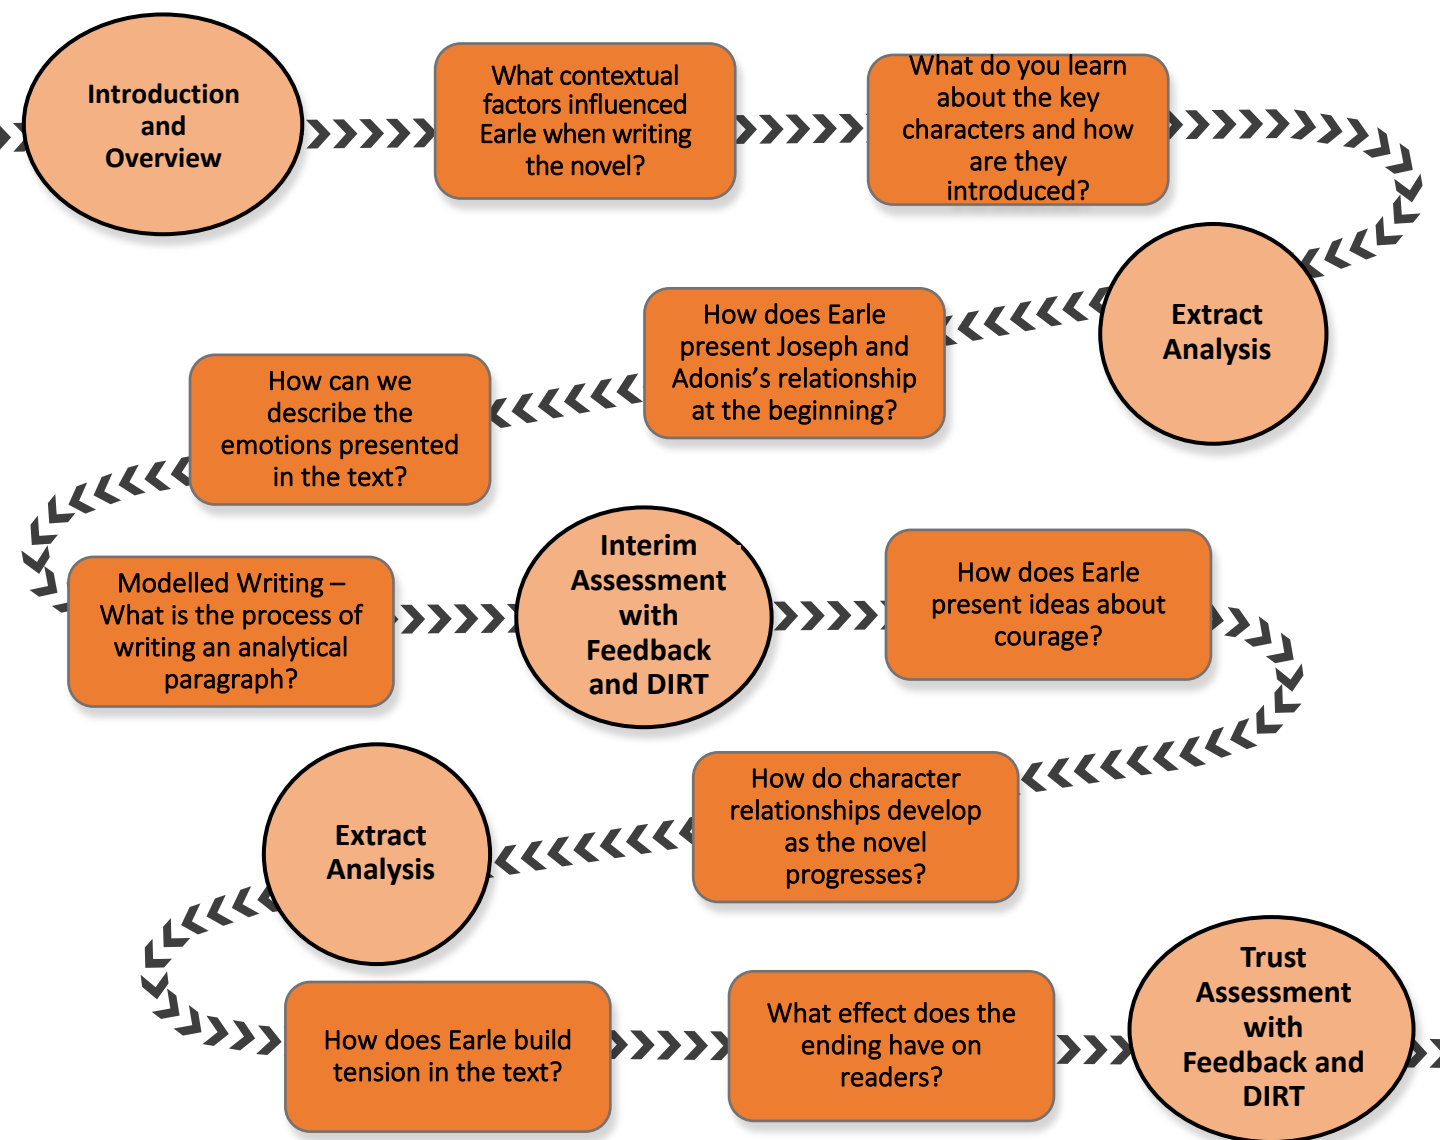 Introduction
and
Overview
What contextual
factors influenced
Earle when writing
the novel?
What do you learn
about the key
characters and how
are they
introduced?
Extract
Analysis
How does Earle
present Joseph and
Adonis’s relationship
at the beginning?
How can we
describe the
emotions presented
in the text?
Modelled Writing –
What is the process of
writing an analytical
paragraph?
Interim
Assessment
with
Feedback
and DIRT
How does Earle
present ideas about
courage?
How do character
relationships develop
as the novel
progresses?
Extract
Analysis
How does Earle build
tension in the text?
What effect does the
ending have on
readers?
Trust
Assessment
with
Feedback and
DIRT